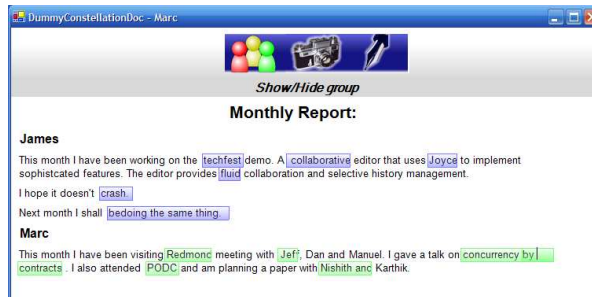 DummyConstellationDoc - Marc
Show/Hide group
Monthly Report:
James
This month I have been working on the techfest demo. A collaborative editor that uses Joyce to implement
sophistcated features. The editor provides fluid collaboration and selective history management.
I hope it doesn't crash.
Next month I shall bedoing the same thing.
Marc
This month I have been visiting Redmond meeting with Jeff, Dan and Manuel. I gave a talk on concurrency by
contracts . I also attended PODC and am planning a paper with Nishith and Karthik.